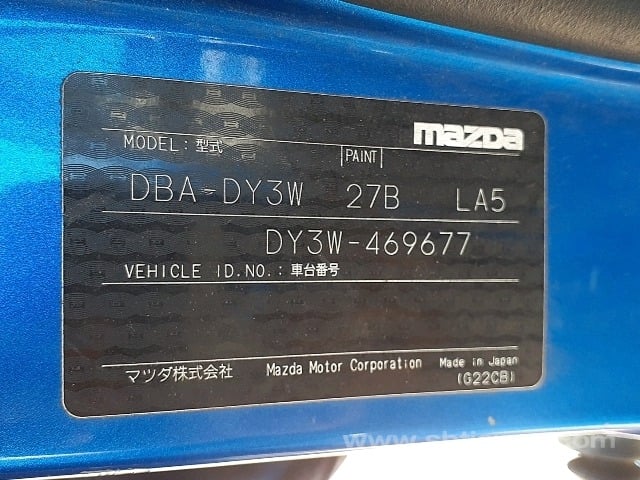 mazda
MODEL: 型式 PAINT
DBA-DY3W 27B LA5
DY3W-469677
VEHICLE ID.NO.: 車台番号
マツダ株式会社 Mazda Motor Corporation Made in Japan
(G22CB)